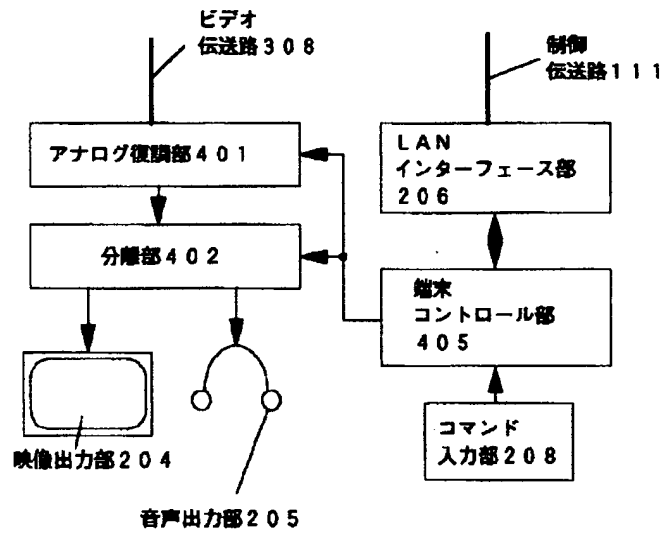 ビデオ
伝送路308
制御
伝送路111
アナログ復調部401
LAN
インターフェース部
206
分離部402
端末
コントロール部
405
コマンド
入力部208
映像出力部204
音声出力部205